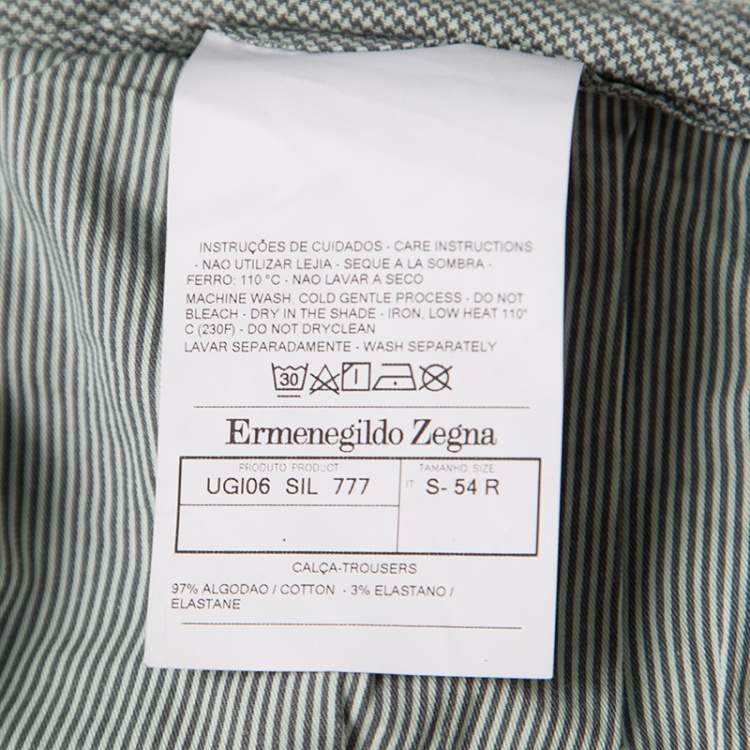 INSTRUÇÕES DE CUIDADOS - CARE INSTRUCTIONS
- NAO UTILIZAR LEJIA - SEQUE A LA SOMBRA -
FERRO: 110 °C - NAO LAVAR A SECO
MACHINE WASH, COLD GENTLE PROCESS - DO NOT
BLEACH - DRY IN THE SHADE - IRON, LOW HEAT 110°
C (230F) - DO NOT DRYCLEAN
LAVAR SEPARADAMENTE - WASH SEPARATELY
30
Ermenegildo Zegna
PRODUTO PRODUCT TAMANHO SIZE
UGI06 SIL 777 IT S- 54 R
CALÇA-TROUSERS
97% ALGODAO / COTTON - 3% ELASTANO /
ELASTANE